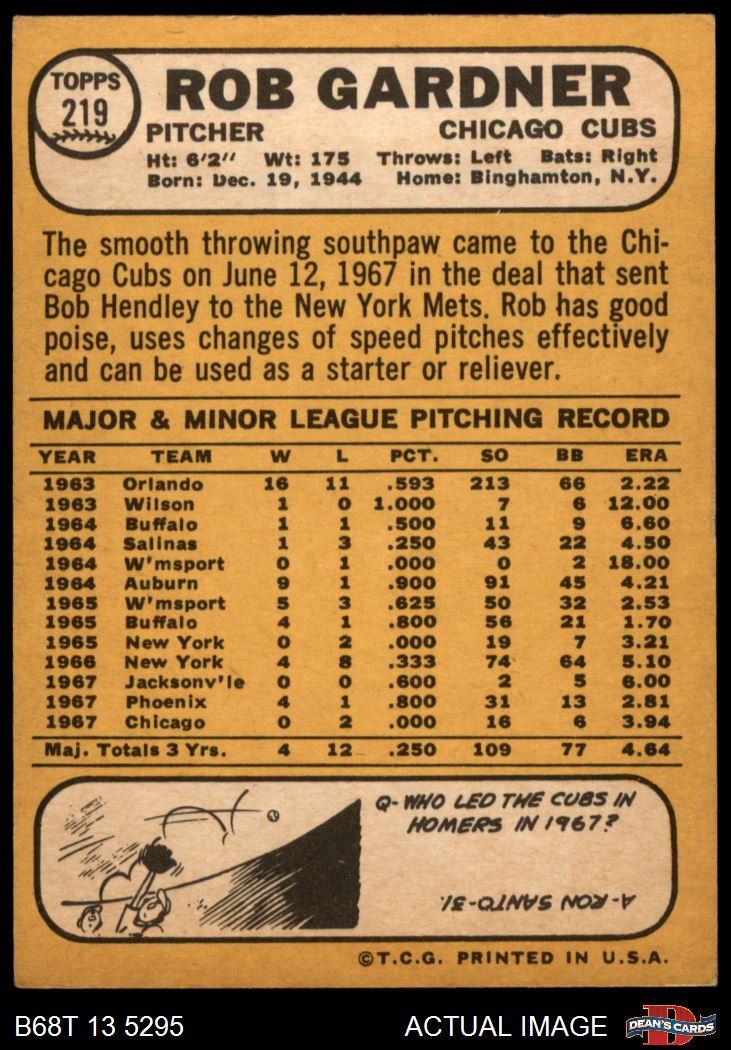 TOPPS
219
ROB GARDNER
PITCHER CHICAGO CUBS
Ht: 6'2" Wt: 175 Throws: Left Bats: Right
Born: Dec. 19, 1944 Home: Binghamton, N.Y.
The smooth throwing southpaw came to the Chi-
cago Cubs on June 12, 1967 in the deal that sent
Bob Hendley to the New York Mets. Rob has good
poise, uses changes of speed pitches effectively
and can be used as a starter or reliever.
MAJOR & MINOR LEAGUE PITCHING RECORD
YEAR TEAM W L PCT. SO BB ERA
1963 Orlando 16 11 .593 213 66 2.22
1963 Wilson 1 0 1.000 7 6 12.00
1964 Buffalo 1 1 .500 11 9 6.60
1964 Salinas 1 3 .250 43 22 4.50
1964 W'msport 0 1 .000 0 2 18.00
1964 Auburn 9 1 .900 91 45 4.21
1965 W'msport 5 3 .625 50 32 2.53
1965 Buffalo 4 1 .800 56 21 1.70
1965 New York 0 2 .000 19 7 3.21
1966 New York 4 8 .333 74 64 5.10
1967 Jacksonv'le 0 0 .600 2 5 6.00
1967 Phoenix 4 1 .800 31 13 2.81
1967 Chicago 0 2 .000 16 6 3.94
Maj. Totals 3 Yrs. 4 12 .250 109 77 4.64
Q- WHO LED THE CUBS IN
HOMERS IN 1967?
A- RON SANTO-31.
©T.C.G. PRINTED IN U.S.A.
B68T 13 5295 ACTUAL IMAGE
D
DEAN'S CARDS